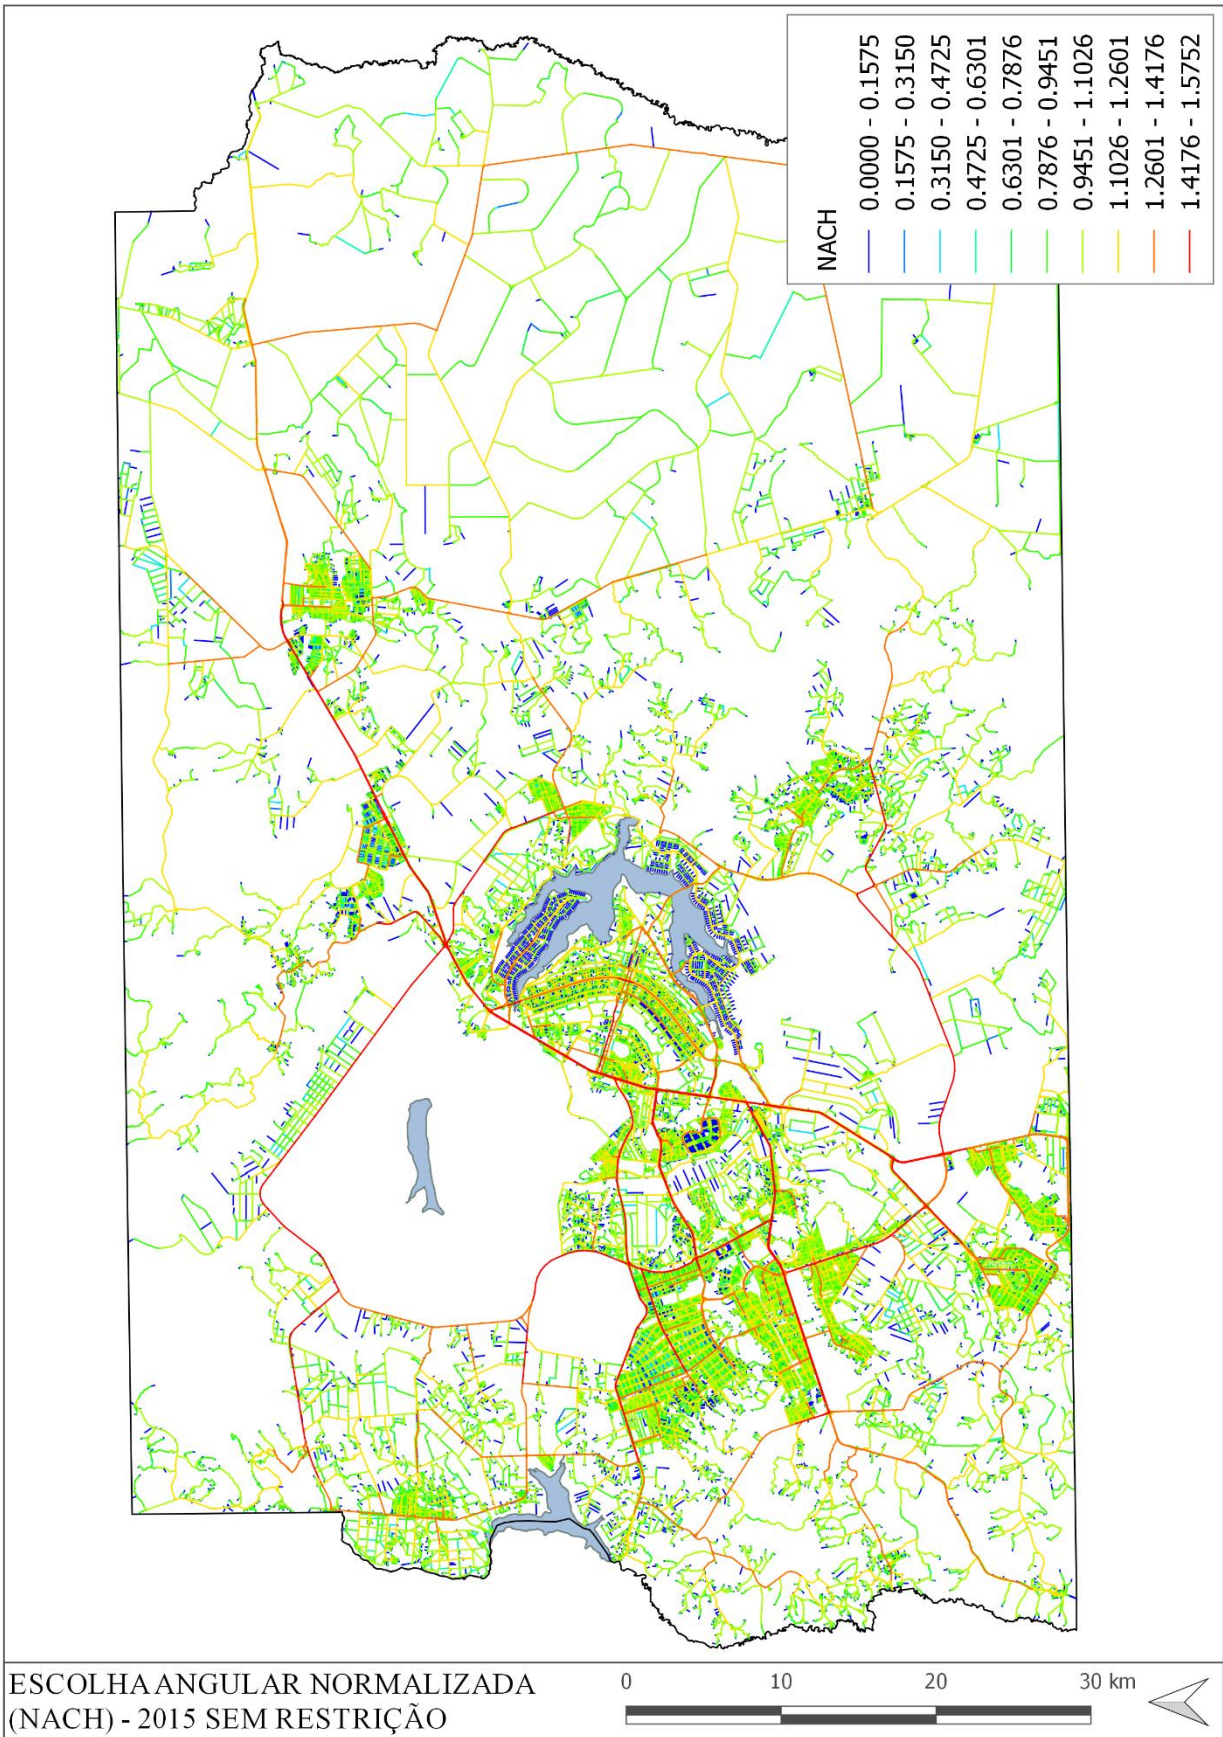 NACH
0.0000 - 0.1575
0.1575 - 0.3150
0.3150 - 0.4725
0.4725 - 0.6301
0.6301 - 0.7876
0.7876 - 0.9451
0.9451 - 1.1026
1.1026 - 1.2601
1.2601 - 1.4176
1.4176 - 1.5752
ESCOLHA ANGULAR NORMALIZADA
(NACH) - 2015 SEM RESTRIÇÃO
0 10 20 30 km